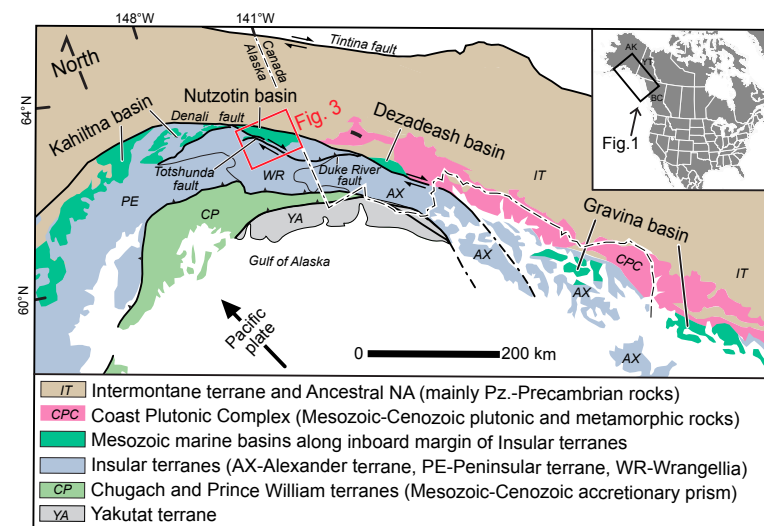 148°W
141°W
Tintina fault
Canada
Alaska
North
AK
YT
BC
Fig.1
64°N
Nutzotin basin
Fig. 3
Denali fault
Kahiltna basin
Dezadeash basin
IT
Totshunda
fault
WR
Duke River
fault
PE
AX
CP
YA
Gravina basin
Gulf of Alaska
AX
CPC
IT
60°N
AX
Pacific
plate
0
200 km
AX
IT Intermontane terrane and Ancestral NA (mainly Pz.-Precambrian rocks)
CPC Coast Plutonic Complex (Mesozoic-Cenozoic plutonic and metamorphic rocks)
Mesozoic marine basins along inboard margin of Insular terranes
Insular terranes (AX-Alexander terrane, PE-Peninsular terrane, WR-Wrangellia)
CP Chugach and Prince William terranes (Mesozoic-Cenozoic accretionary prism)
YA Yakutat terrane